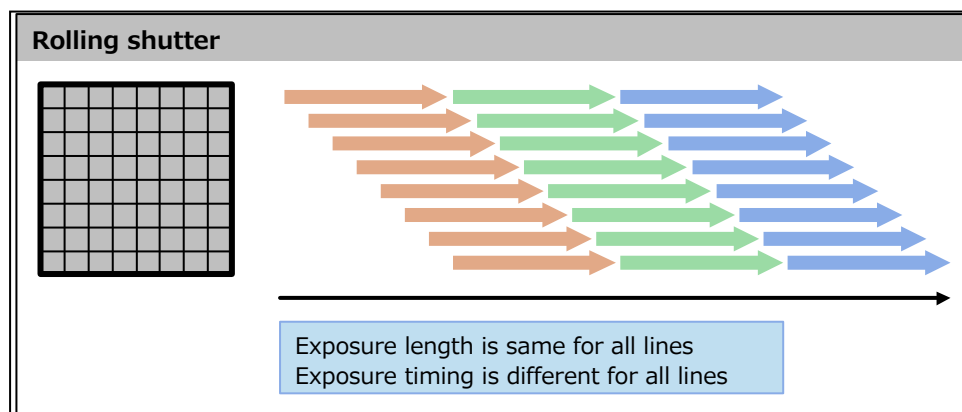 Rolling shutter
Exposure length is same for all lines
Exposure timing is different for all lines